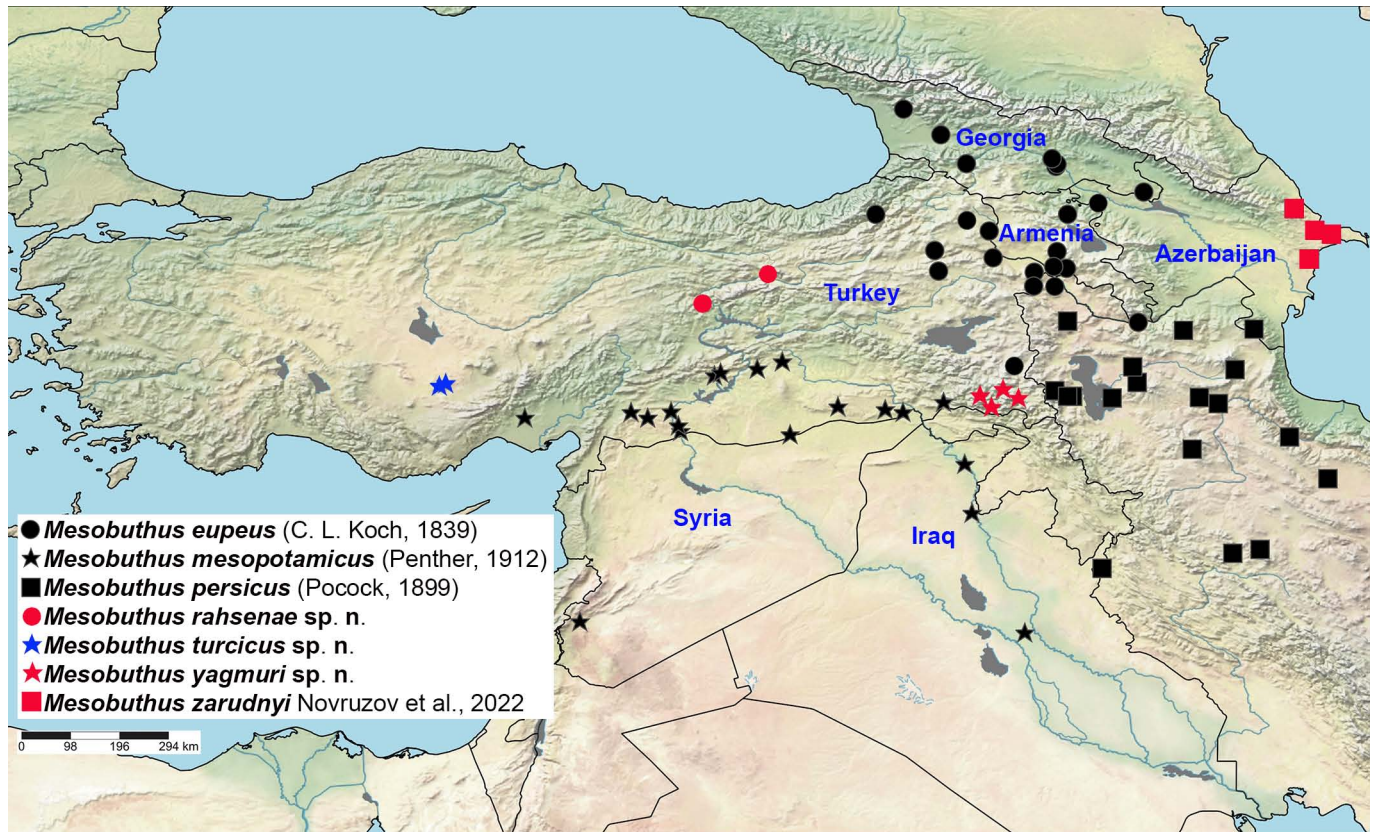 Georgia
Armenia
Azerbaijan
Turkey
Syria
Iraq
Mesobuthus eupeus (C. L. Koch, 1839)
Mesobuthus mesopotamicus (Penther, 1912)
Mesobuthus persicus (Pocock, 1899)
Mesobuthus rahsenae sp. n.
Mesobuthus turcicus sp. n.
Mesobuthus yagmuri sp. n.
Mesobuthus zarudnyi Novruzov et al., 2022
0 98 196 294 km